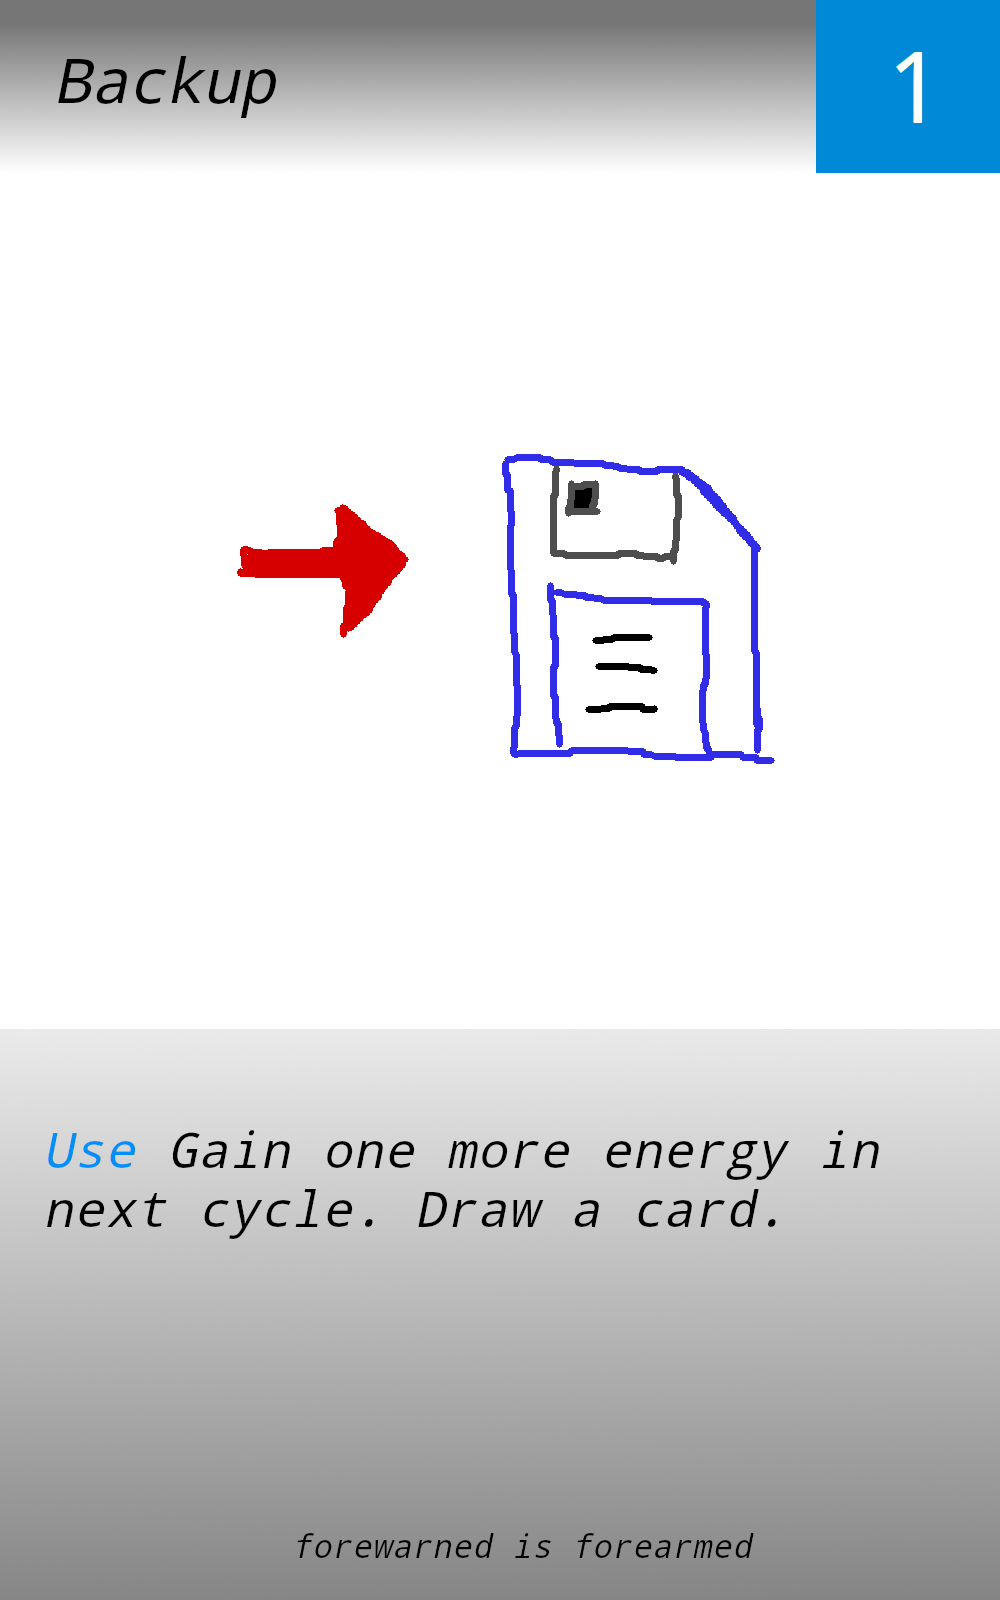 Backup
1
Use Gain one more energy in
next cycle. Draw a card.
forewarned is forearmed